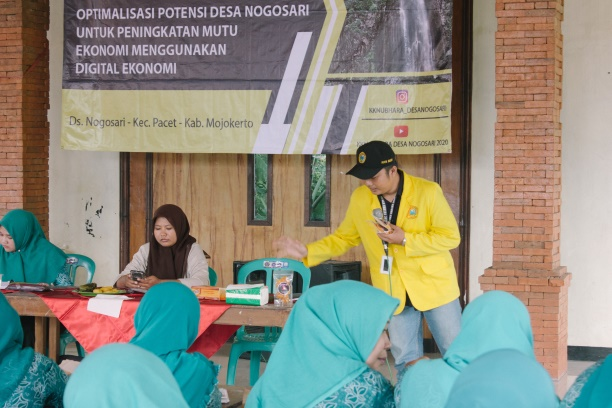 OPTIMALISASI POTENSI DESA NOGOSARI
UNTUK PENINGKATAN MUTU
EKONOMI MENGGUNAKAN
DIGITAL EKONOMI
Ds. Nogosari - Kec. Pacet - Kab. Mojokerto
DESA NOGOSARI 2020